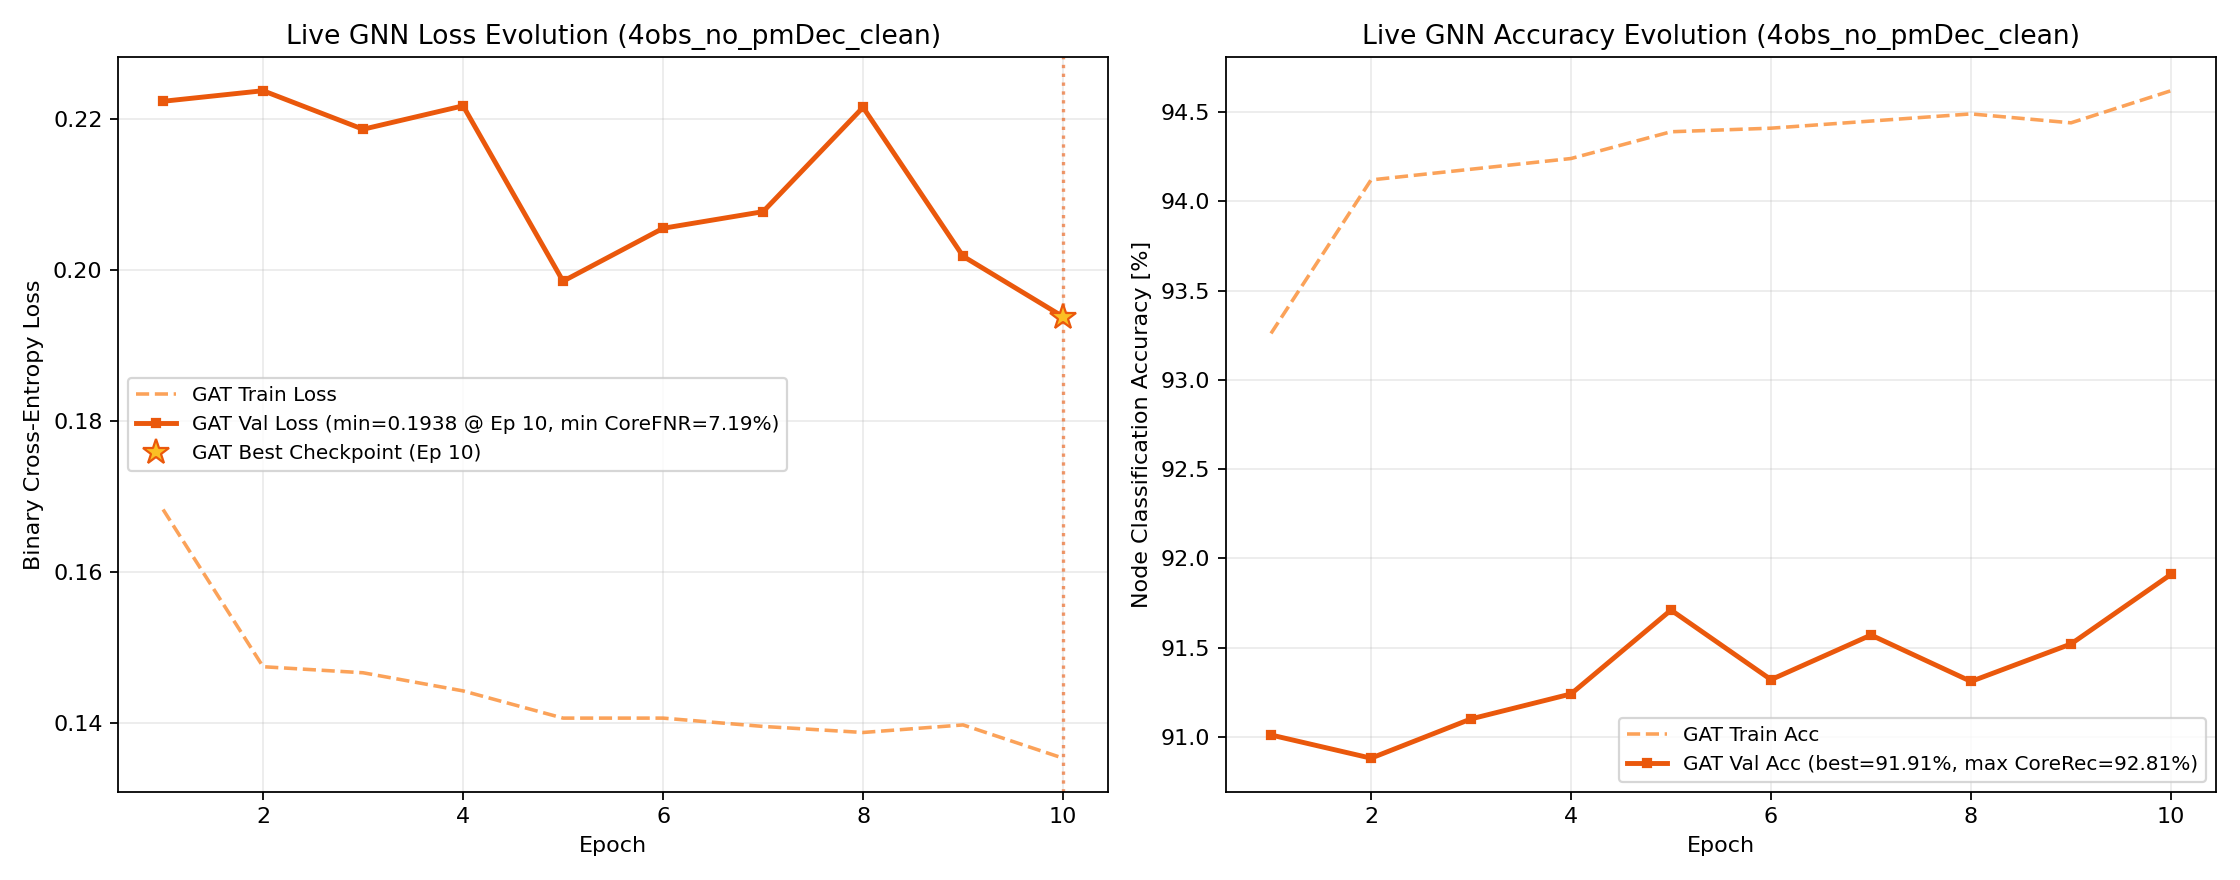 Live GNN Loss Evolution (4obs_no_pmDec_clean)
Binary Cross-Entropy Loss
0.22
0.20
0.18
0.16
0.14
GAT Train Loss
GAT Val Loss (min=0.1938 @ Ep 10, min CoreFNR=7.19%)
GAT Best Checkpoint (Ep 10)
2 4 6 8 10
Epoch
Live GNN Accuracy Evolution (4obs_no_pmDec_clean)
Node Classification Accuracy [%]
94.5
94.0
93.5
93.0
92.5
92.0
91.5
91.0
GAT Train Acc
GAT Val Acc (best=91.91%, max CoreRec=92.81%)
2 4 6 8 10
Epoch